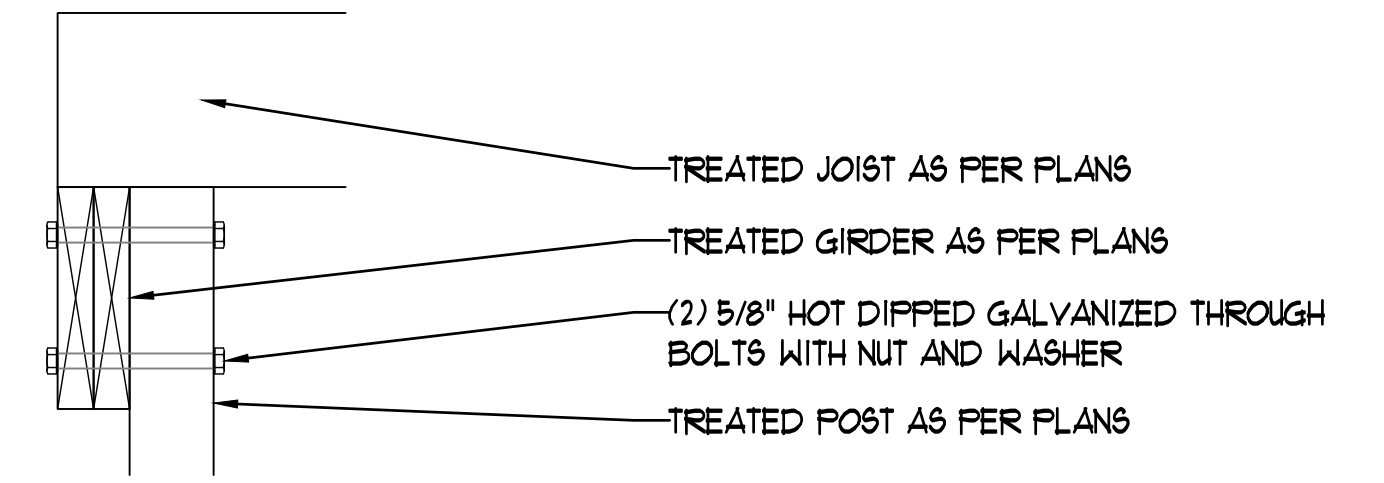 TREATED JOIST AS PER PLANS
TREATED GIRDER AS PER PLANS
(2) 5/8" HOT DIPPED GALVANIZED THROUGH
BOLTS WITH NUT AND WASHER
TREATED POST AS PER PLANS